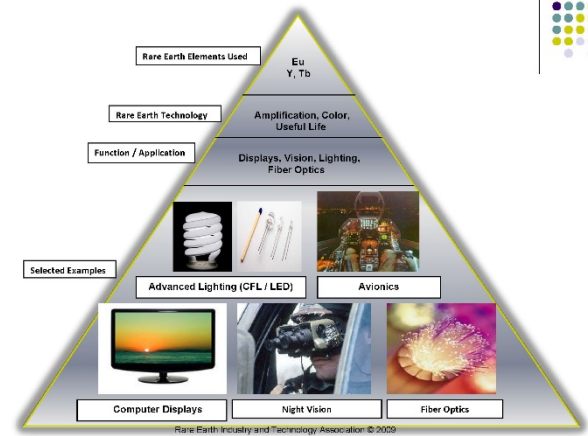 Rare Earth Elements Used
Eu
Y, Tb
Rare Earth Technology
Amplification, Color,
Useful Life
Function / Application
Displays, Vision, Lighting,
Fiber Optics
Selected Examples
Advanced Lighting (CFL / LED)
Avionics
Computer Displays
Night Vision
Fiber Optics
Rare Earth Industry and Technology Association © 2009